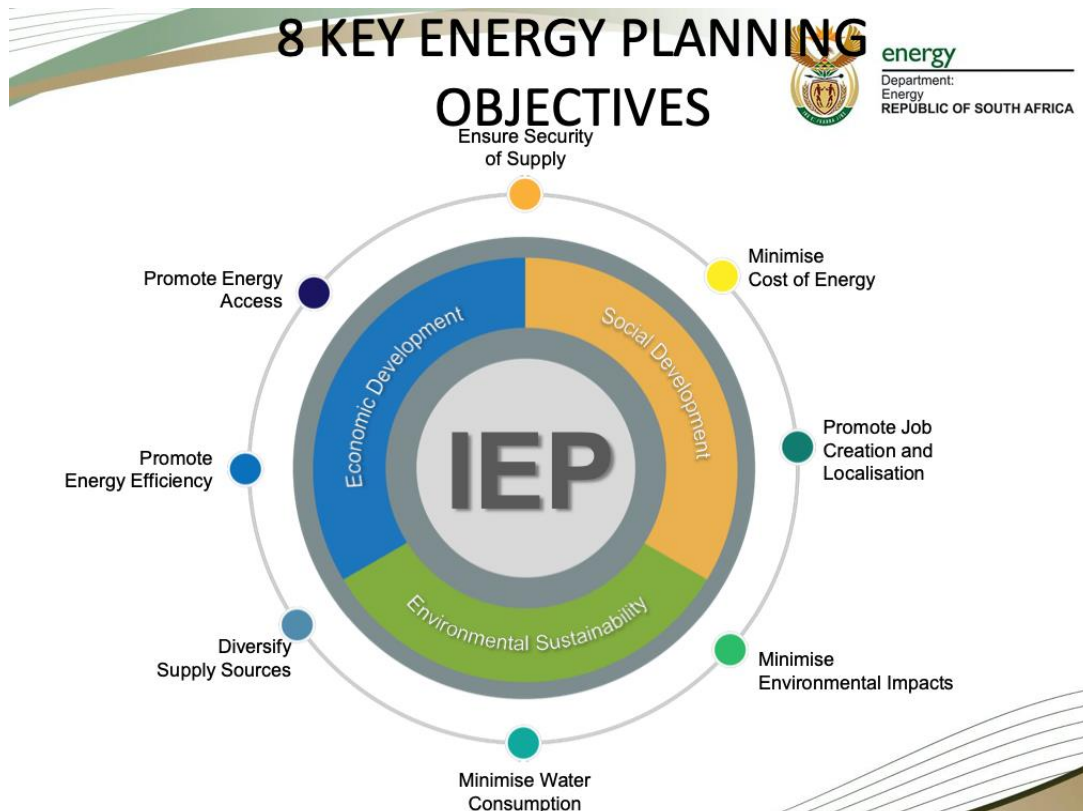 8 KEY ENERGY PLANNING
OBJECTIVES
energy
Department:
Energy
REPUBLIC OF SOUTH AFRICA
Ensure Security
of Supply
Minimise
Cost of Energy
Promote Job
Creation and
Localisation
Minimise
Environmental Impacts
Minimise Water
Consumption
Diversify
Supply Sources
Promote
Energy Efficiency
Promote Energy
Access
Economic Development
Social Development
Environmental Sustainability
IEP